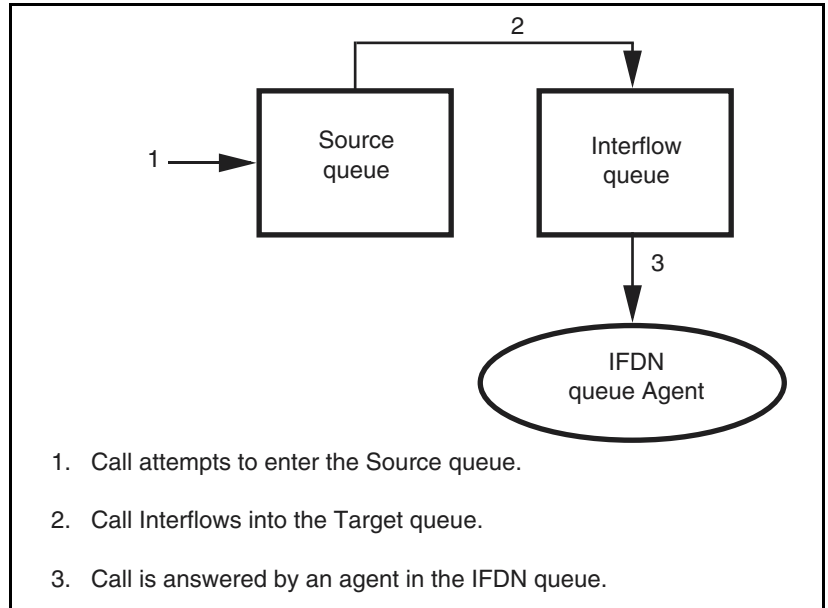 2
1
Source
queue
Interflow
queue
3
IFDN
queue Agent
1. Call attempts to enter the Source queue.
2. Call Interflows into the Target queue.
3. Call is answered by an agent in the IFDN queue.